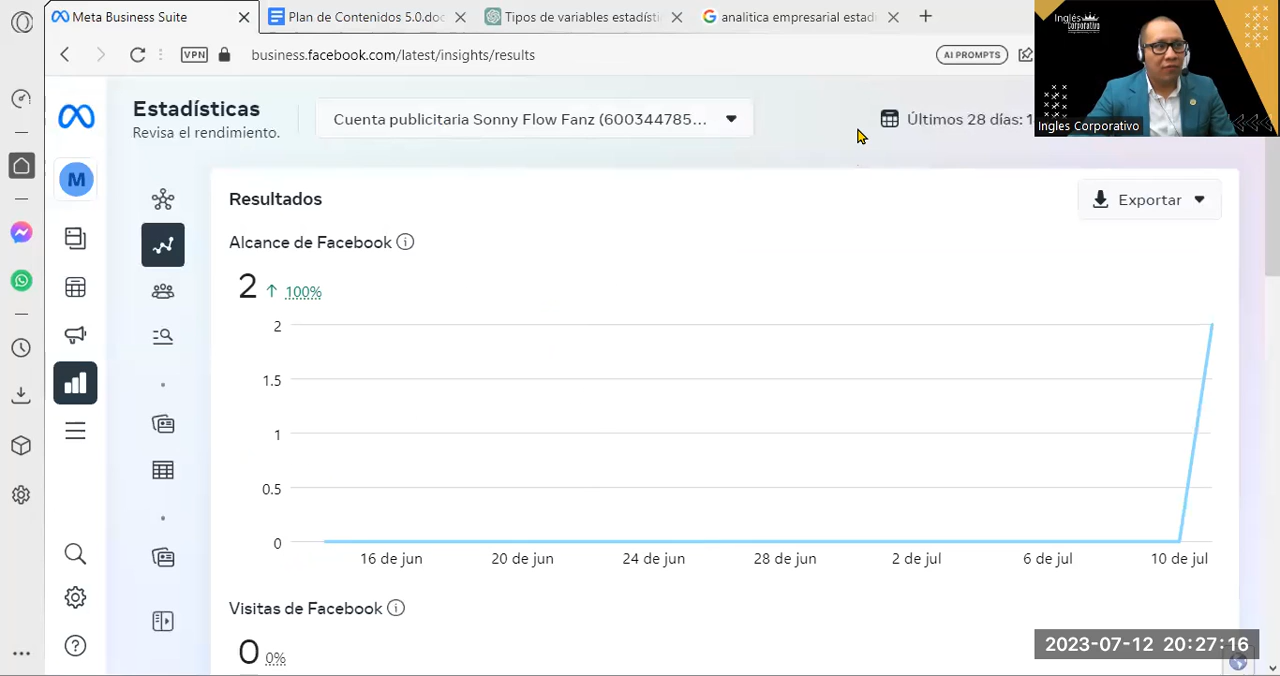 Meta Business Suite
Plan de Contenidos 5.0.doc
Tipos de variables estadísti
analitica empresarial estad
VPN
business.facebook.com/latest/insights/results
AI PROMPTS
Inglés
Corporativo
Ingles Corporativo
Estadísticas
Revisa el rendimiento.
Cuenta publicitaria Sonny Flow Fanz (600344785...
Últimos 28 días: 1
M
Resultados
Exportar
Alcance de Facebook
2 ↑ 100%
2
1.5
1
0.5
0
16 de jun 20 de jun 24 de jun 28 de jun 2 de jul 6 de jul 10 de jul
Visitas de Facebook
0 0%
2023-07-12 20:27:16